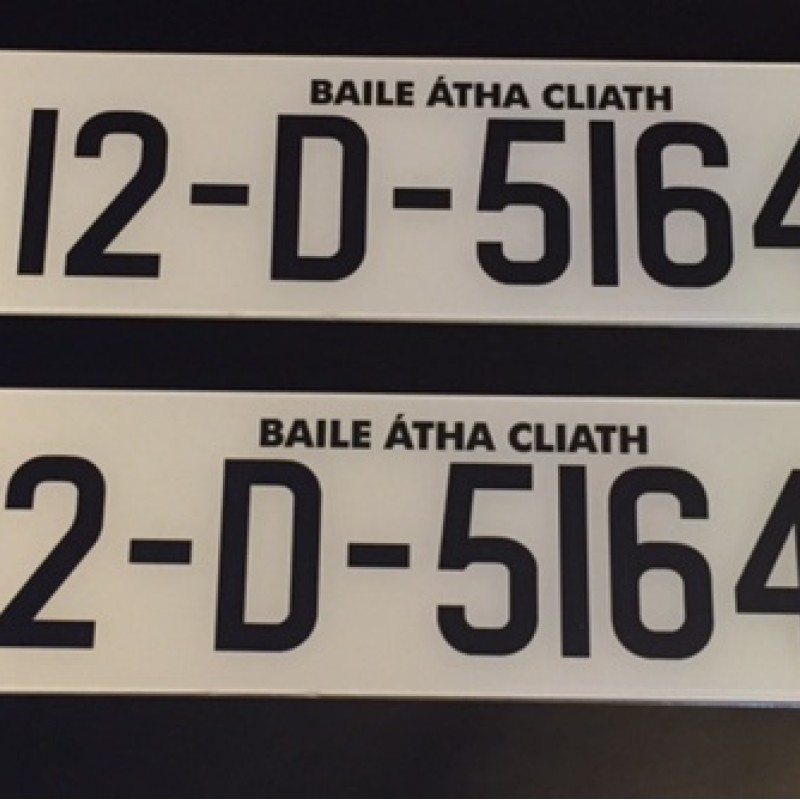 BAILE ÁTHA CLIATH
12-D-5164
BAILE ÁTHA CLIATH
2-D-5164